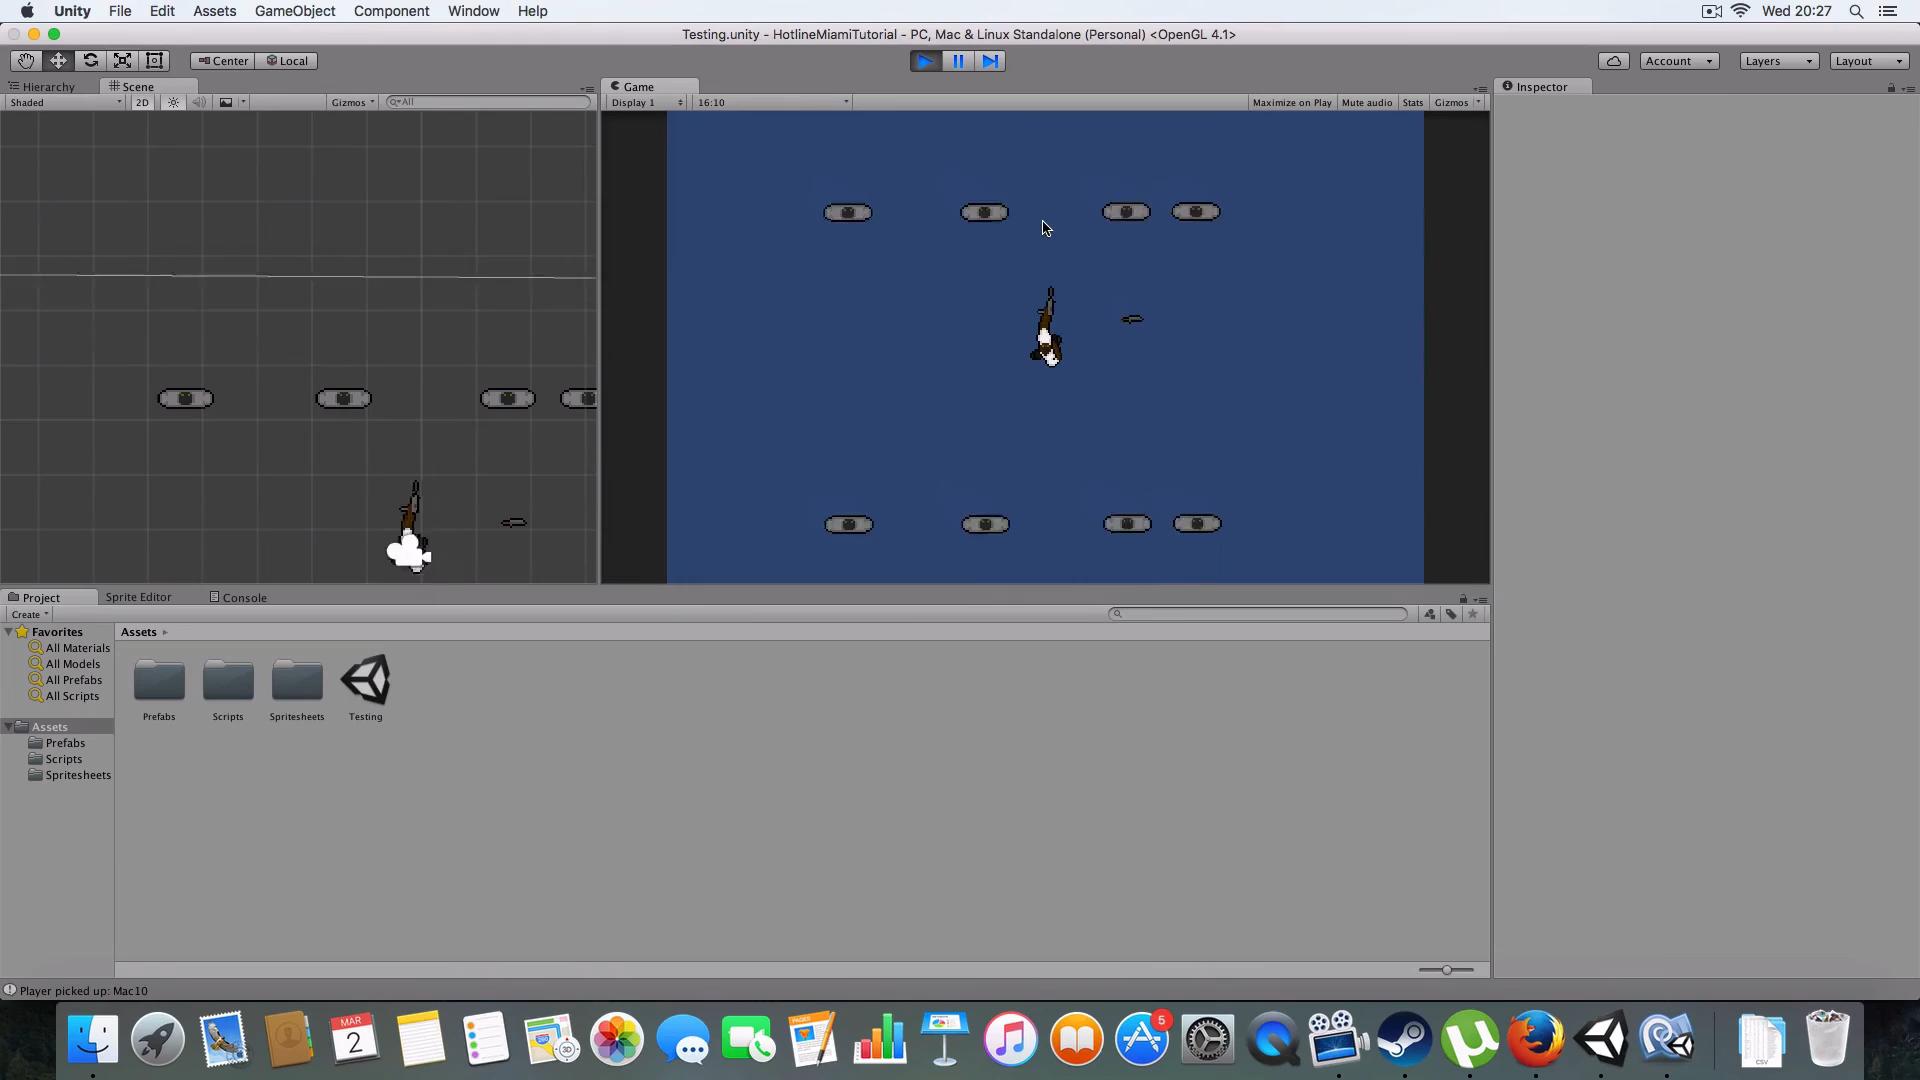 Unity File Edit Assets GameObject Component Window Help Wed 20:27
Testing.unity - HotlineMiamiTutorial - PC, Mac & Linux Standalone (Personal) <OpenGL 4.1>
Center Local Account Layers Layout
Hierarchy Scene Game Inspector
Shaded 2D Gizmos All Display 1 16:10 Maximize on Play Mute audio Stats Gizmos
Project Sprite Editor Console
Create
Favorites Assets
All Materials
All Models
All Prefabs
All Scripts
Prefabs Scripts Spritesheets Testing
Assets
Prefabs
Scripts
Spritesheets
Player picked up: Mac10
MAR
2
5
CSV